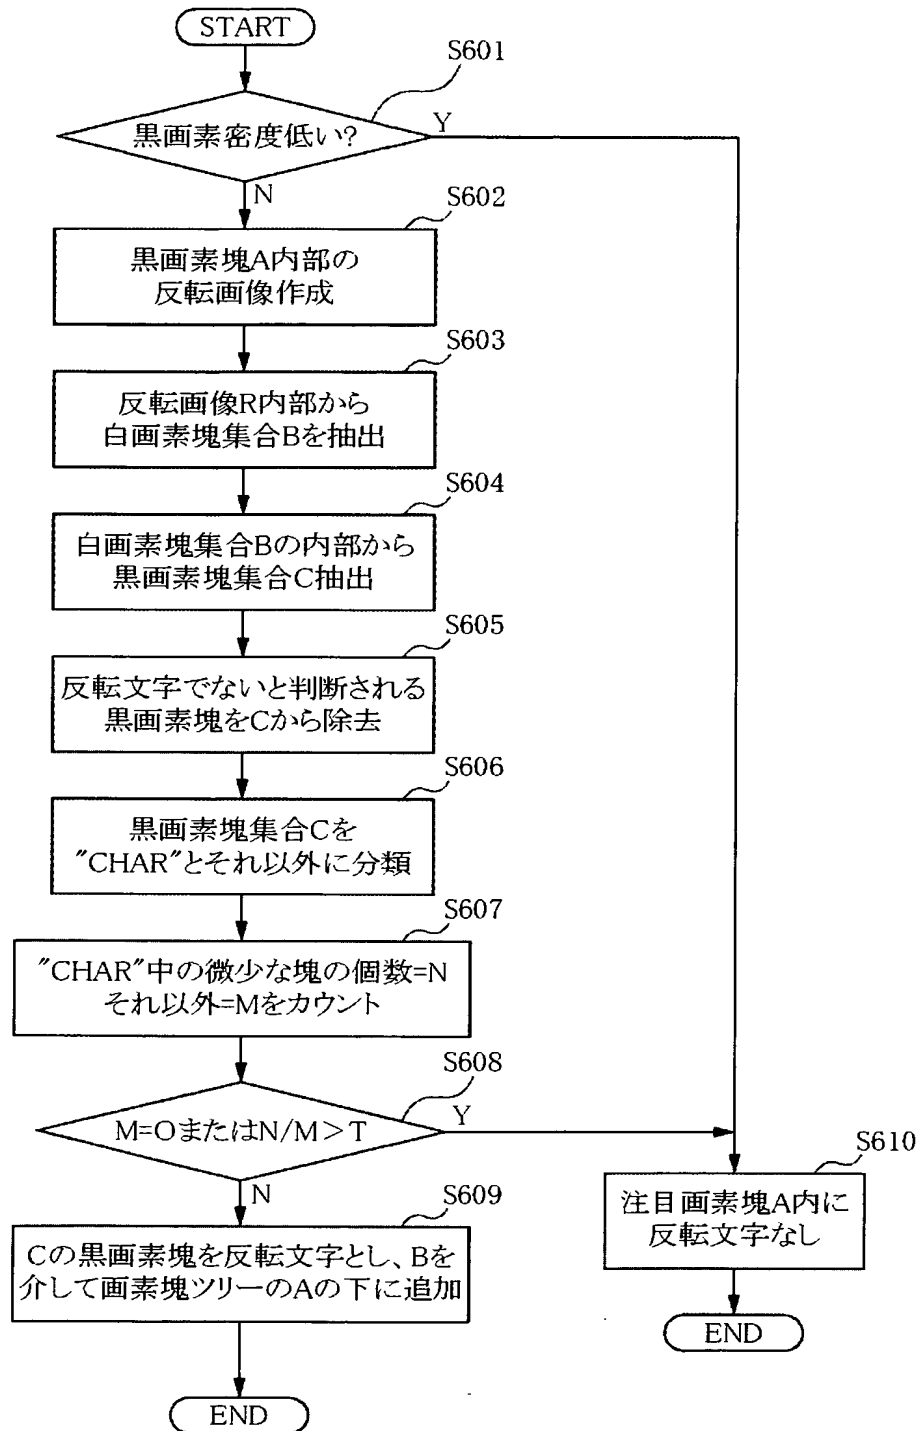 START
S601
黒画素密度低い?
Y
N
S602
黒画素塊A内部の
反転画像作成
S603
反転画像R内部から
白画素塊集合Bを抽出
S604
白画素塊集合Bの内部から
黒画素塊集合C抽出
S605
反転文字でないと判断される
黒画素塊をCから除去
S606
黒画素塊集合Cを
"CHAR"とそれ以外に分類
S607
"CHAR"中の微少な塊の個数=N
それ以外=Mをカウント
S608
M=OまたはN/M>T
Y
N
S609
Cの黒画素塊を反転文字とし、Bを
介して画素塊ツリーのAの下に追加
END
S610
注目画素塊A内に
反転文字なし
END